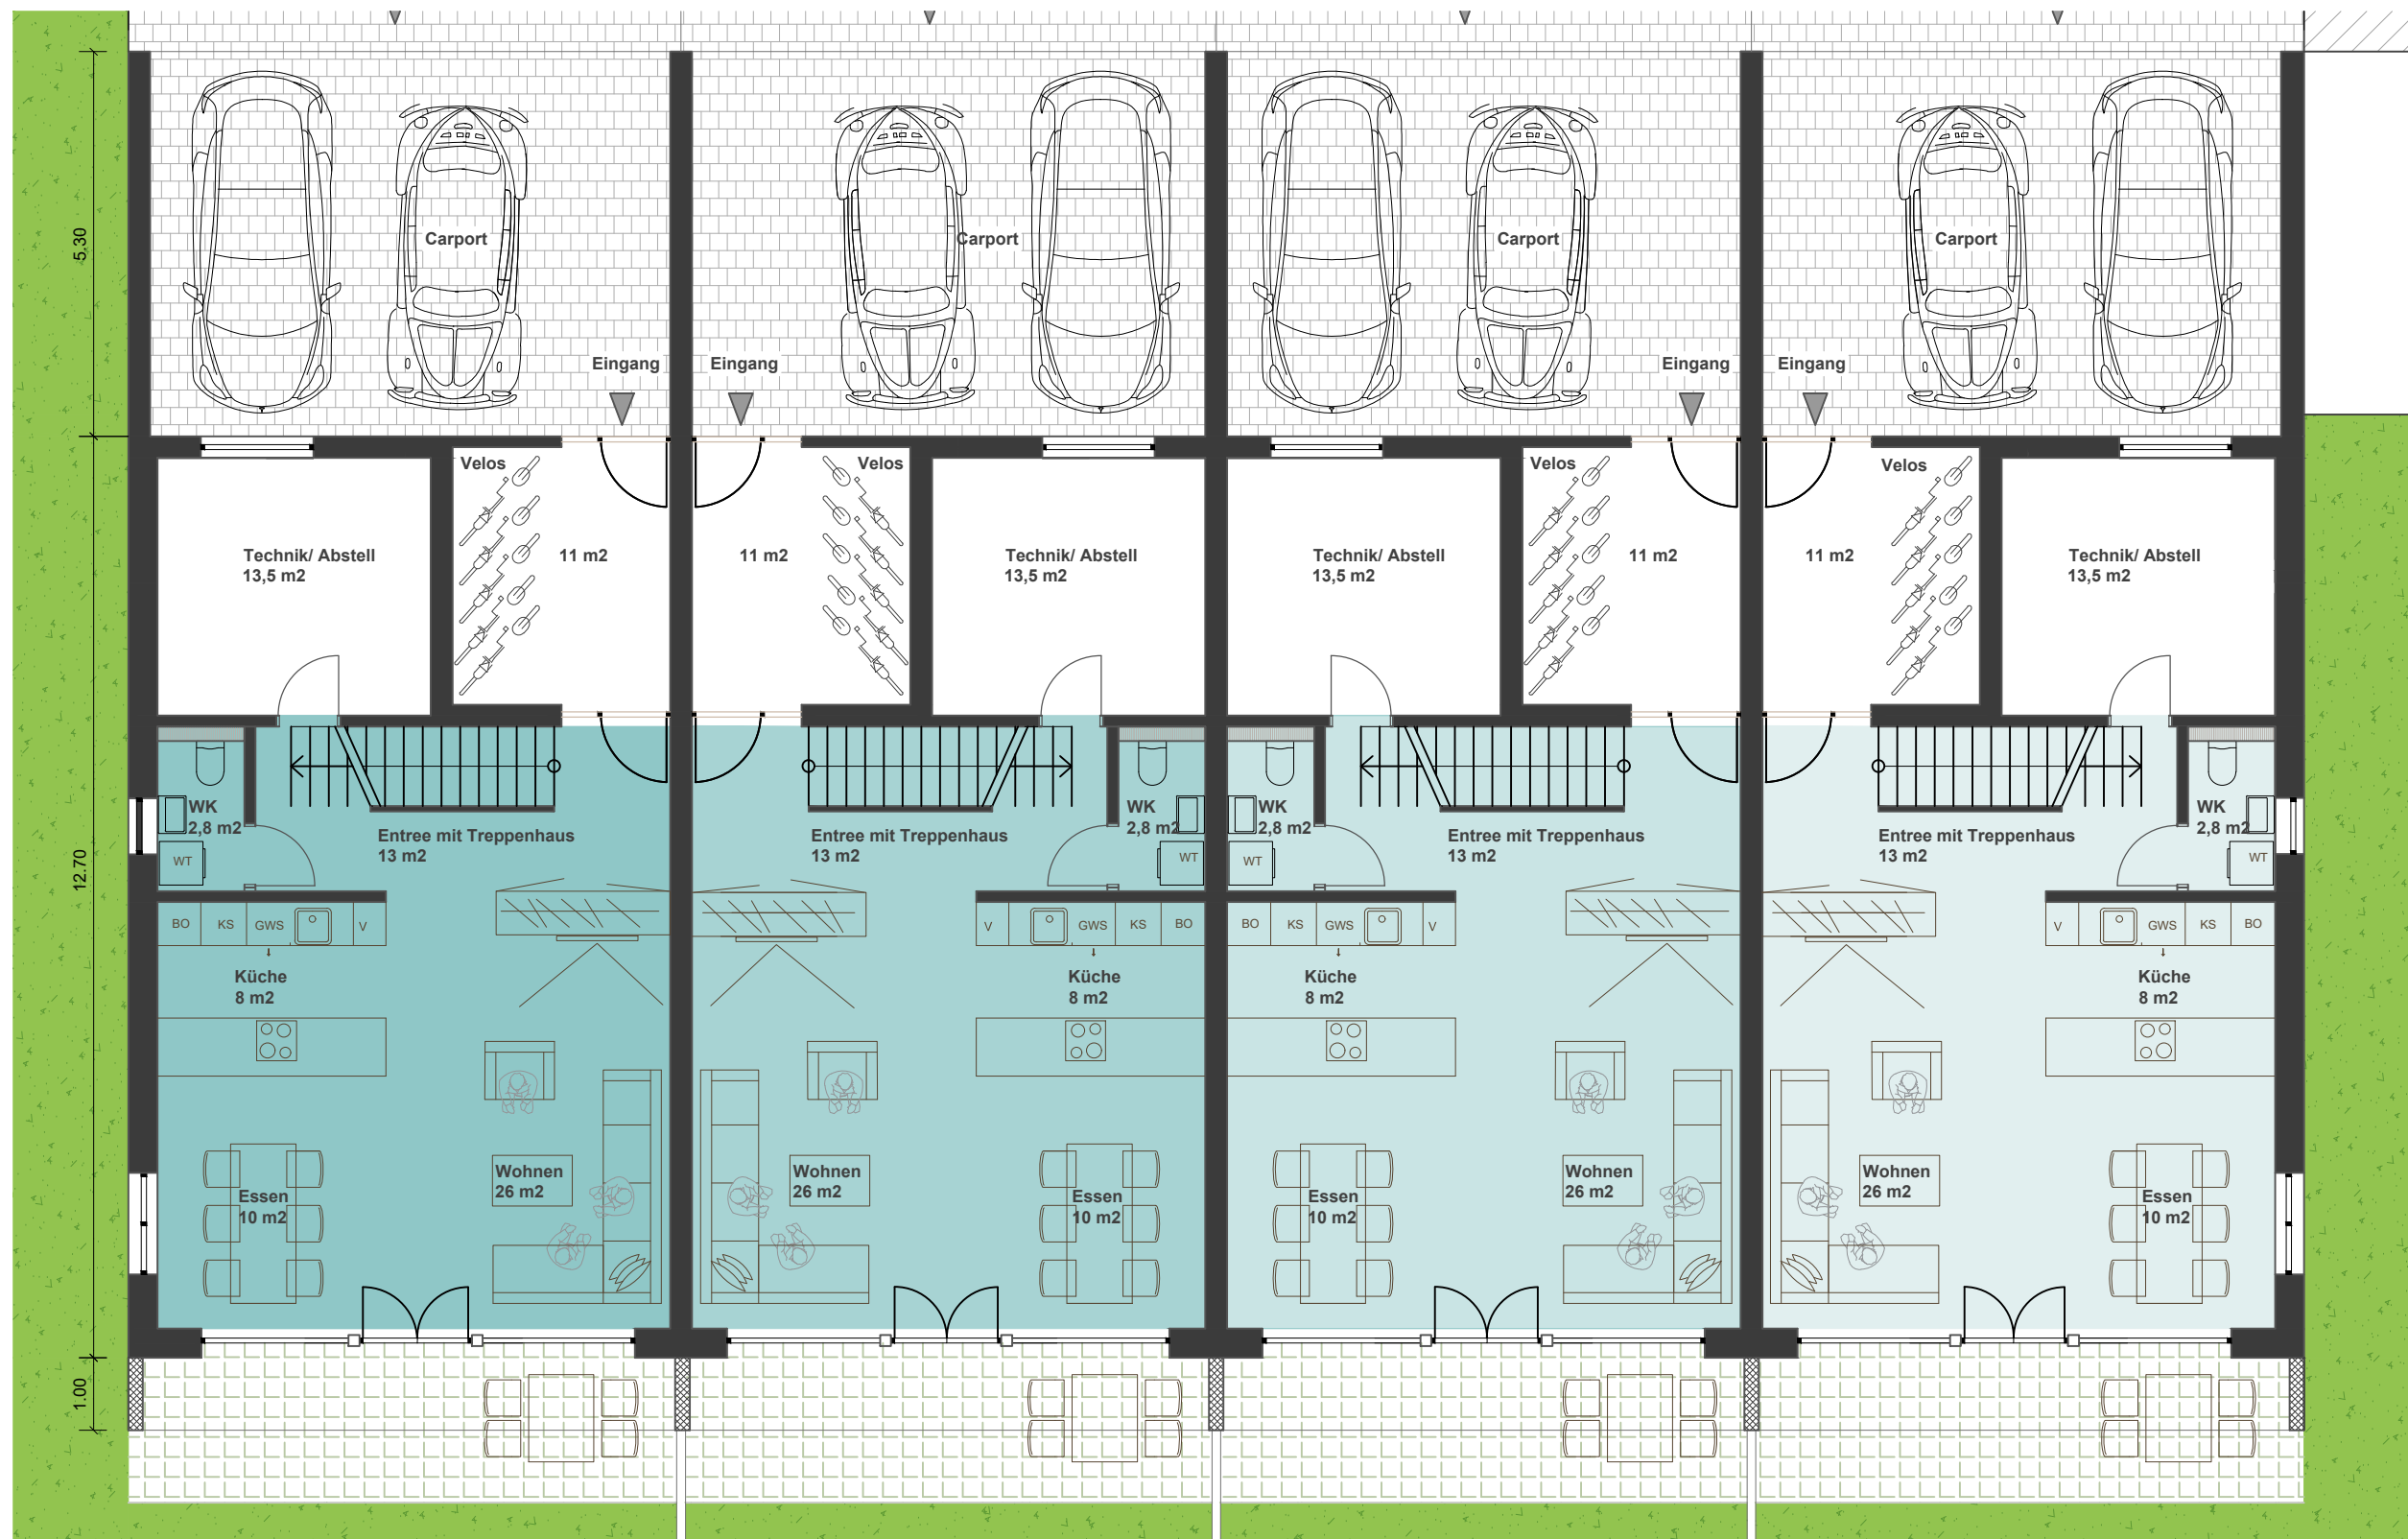 Carport
Carport
Carport
Carport
5.30
Eingang
Eingang
Eingang
Eingang
Velos
Velos
Velos
Velos
Technik/ Abstell
13,5 m2
11 m2
11 m2
Technik/ Abstell
13,5 m2
Technik/ Abstell
13,5 m2
11 m2
11 m2
Technik/ Abstell
13,5 m2
12.70
WK
2,8 m2
WT
Entree mit Treppenhaus
13 m2
Entree mit Treppenhaus
13 m2
WK
2,8 m2
WT
WK
2,8 m2
WT
Entree mit Treppenhaus
13 m2
Entree mit Treppenhaus
13 m2
WK
2,8 m2
WT
BO KS GWS V
V GWS KS BO
BO KS GWS V
V GWS KS BO
Küche
8 m2
Küche
8 m2
Küche
8 m2
Küche
8 m2
Essen
10 m2
Wohnen
26 m2
Wohnen
26 m2
Essen
10 m2
Essen
10 m2
Wohnen
26 m2
Wohnen
26 m2
Essen
10 m2
1.00